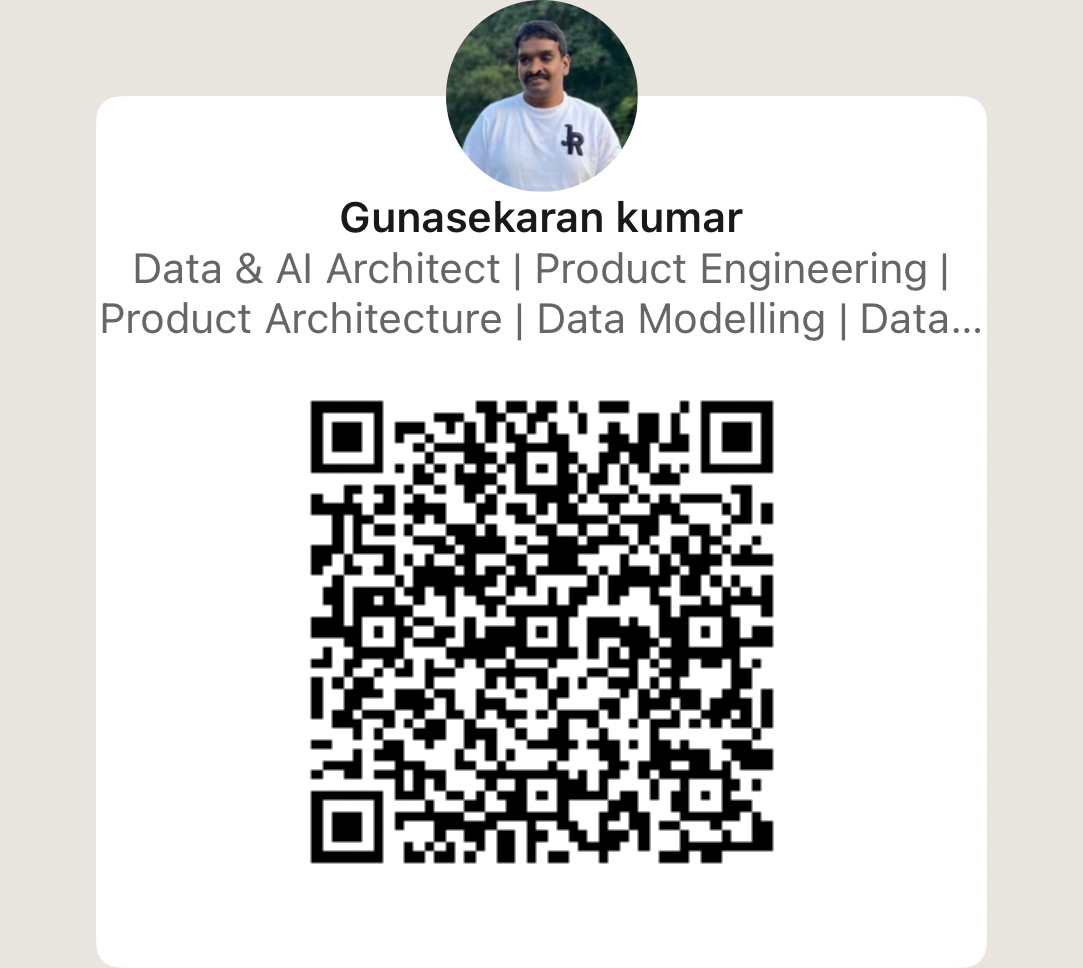 Gunasekaran kumar
Data & AI Architect | Product Engineering |
Product Architecture | Data Modelling | Data...